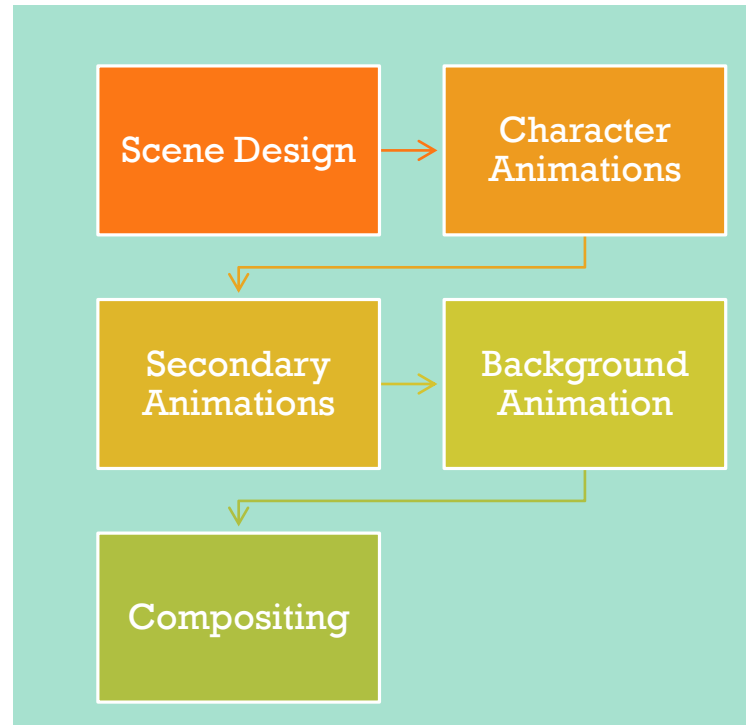 Scene Design
Character
Animations
Secondary
Animations
Background
Animation
Compositing